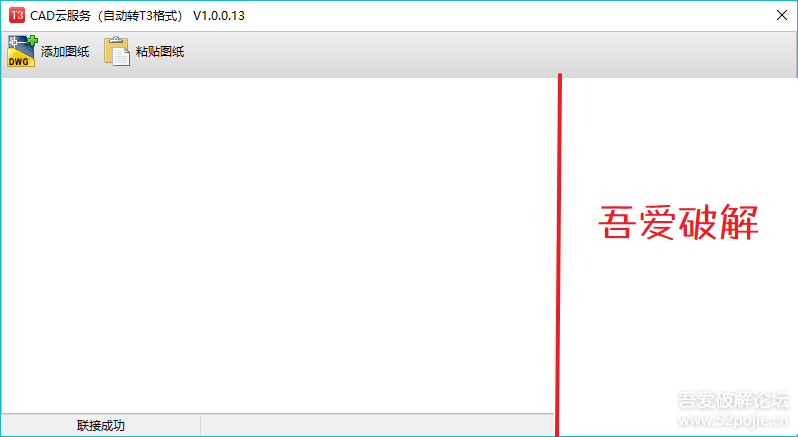 T3 CAD云服务（自动转T3格式） V1.0.0.13
DWG 添加图纸 粘贴图纸
吾爱破解
吾爱破解论坛
www.52pojie.cn
联接成功